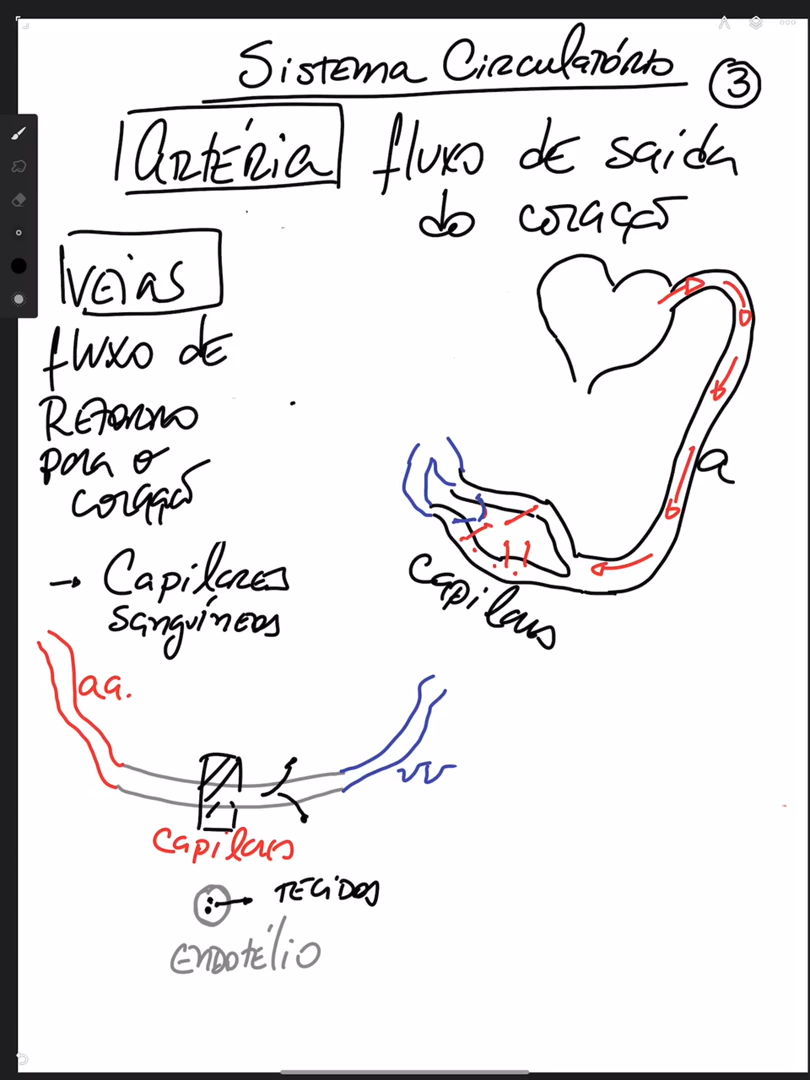 Sistema Circulatório
3
Artéria fluxo de saída
do coração
Veias
fluxo de
Retorno
para o
coração
a
→ Capilares
sanguíneos
Capilares
aa.
vv
Capilares
→ Tecidos
Endotélio